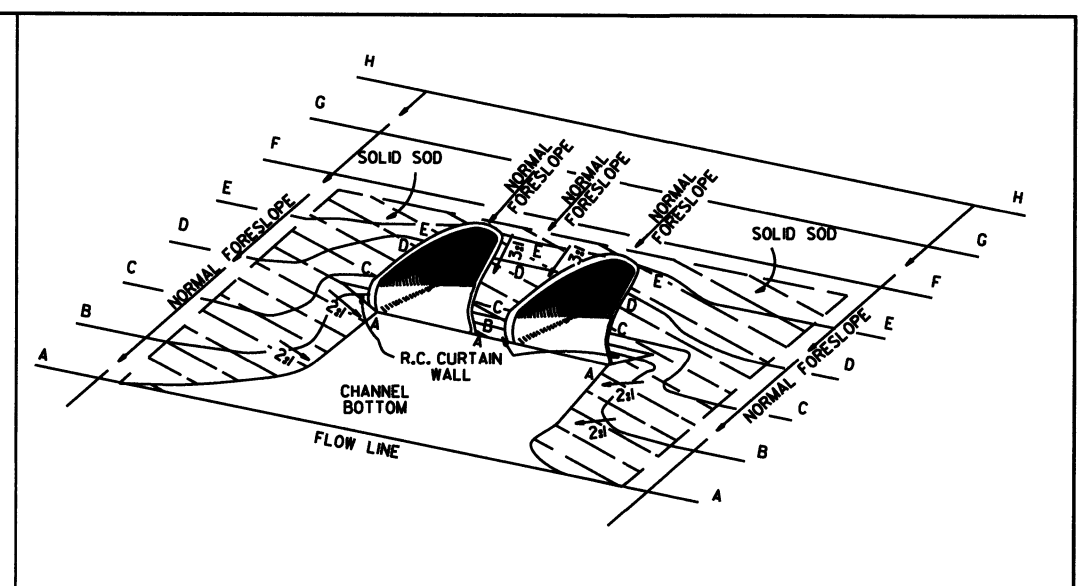 H
G
F
E
D
C
B
A
SOLID SOD
NORMAL
FORESLOPE
NORMAL
FORESLOPE
NORMAL
FORESLOPE
SOLID SOD
NORMAL FORESLOPE
E
D
C
A
3:1
E
D
3:1
C
B
A
E
D
C
A
2:1
2:1
R.C. CURTAIN
WALL
CHANNEL
BOTTOM
FLOW LINE
2:1
2:1
NORMAL FORESLOPE
H
G
F
E
D
C
B
A